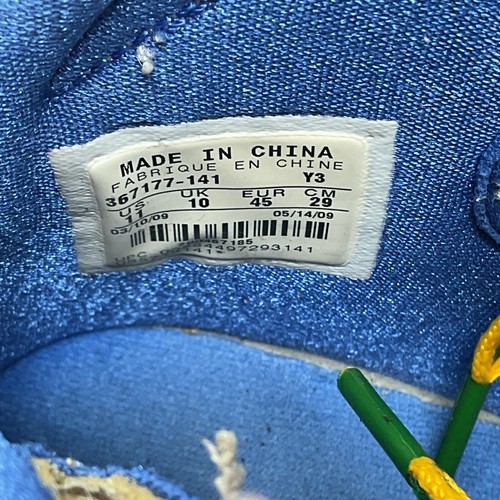 MADE IN CHINA
FABRIQUE EN CHINE
367177-141 Y3
US UK EUR CM
11 10 45 29
03/10/09 05/14/09
UPC